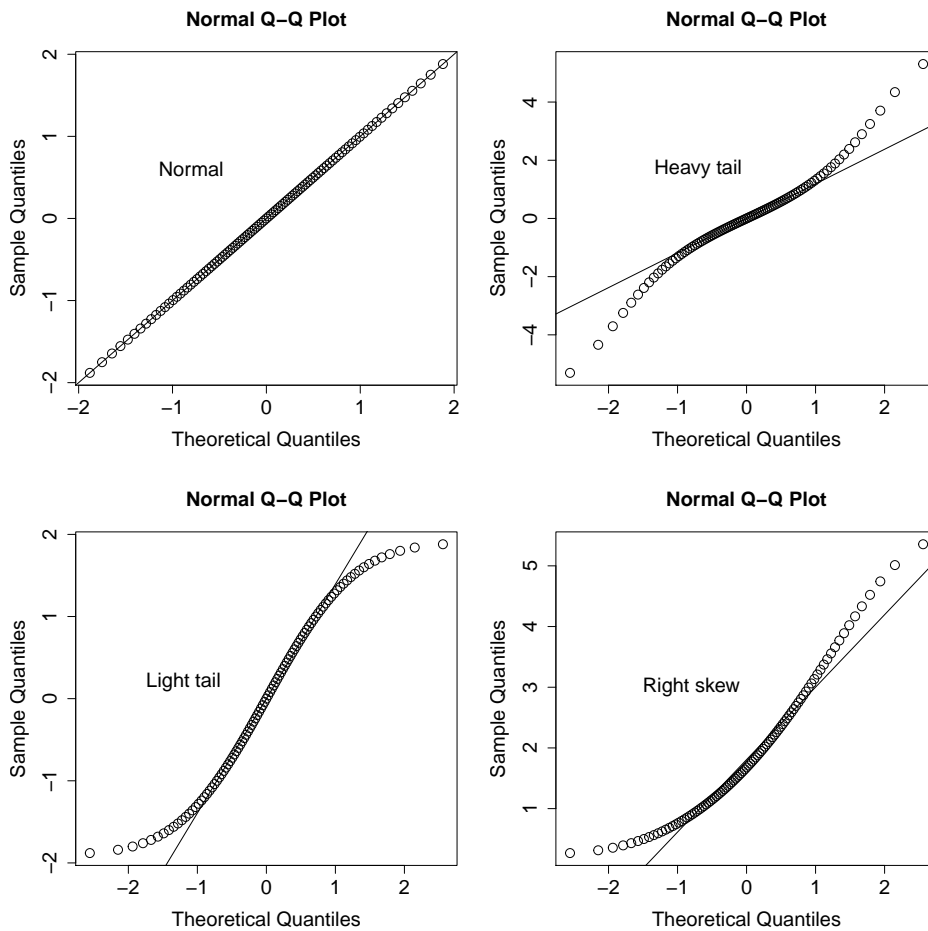 Normal Q−Q Plot
2
1
0
−1
−2
Sample Quantiles
Normal
−2 −1 0 1 2
Theoretical Quantiles
Normal Q−Q Plot
4
2
0
−2
−4
Sample Quantiles
Heavy tail
−2 −1 0 1 2
Theoretical Quantiles
Normal Q−Q Plot
2
1
0
−1
−2
Sample Quantiles
Light tail
−2 −1 0 1 2
Theoretical Quantiles
Normal Q−Q Plot
5
4
3
2
1
Sample Quantiles
Right skew
−2 −1 0 1 2
Theoretical Quantiles